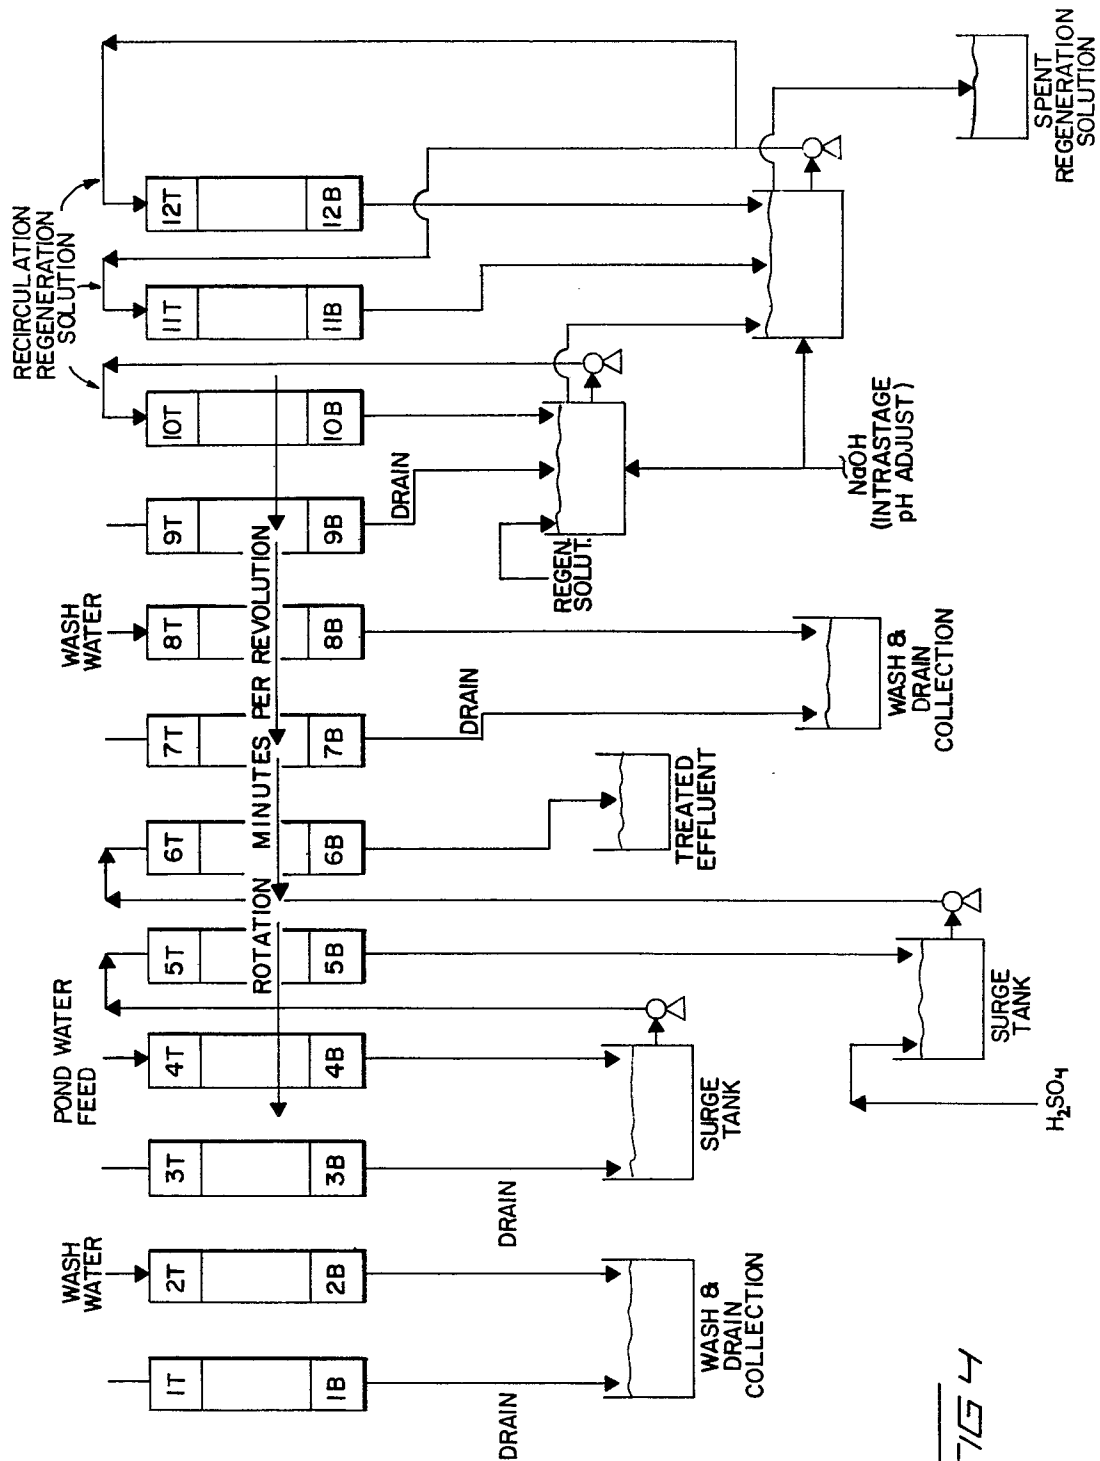 RECIRCULATION
REGENERATION
SOLUTION
POND WATER
FEED
WASH
WATER
WASH
WATER
1T
2T
3T
4T
5T
6T
7T
8T
9T
10T
11T
12T
ROTATION MINUTES PER REVOLUTION
1B
2B
3B
4B
5B
6B
7B
8B
9B
10B
11B
12B
DRAIN
DRAIN
DRAIN
DRAIN
REGEN.
SOLUT.
WASH &
DRAIN
COLLECTION
SURGE
TANK
TREATED
EFFLUENT
WASH &
DRAIN
COLLECTION
NaOH
(INTRASTAGE
pH ADJUST)
SURGE
TANK
H2SO4
SPENT
REGENERATION
SOLUTION